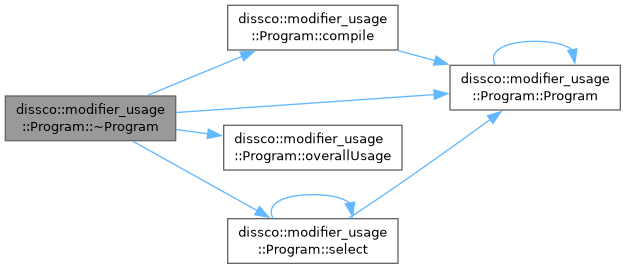 dissco::modifier_usage
::Program::~Program
dissco::modifier_usage
::Program::compile
dissco::modifier_usage
::Program::overallUsage
dissco::modifier_usage
::Program::select
dissco::modifier_usage
::Program::Program